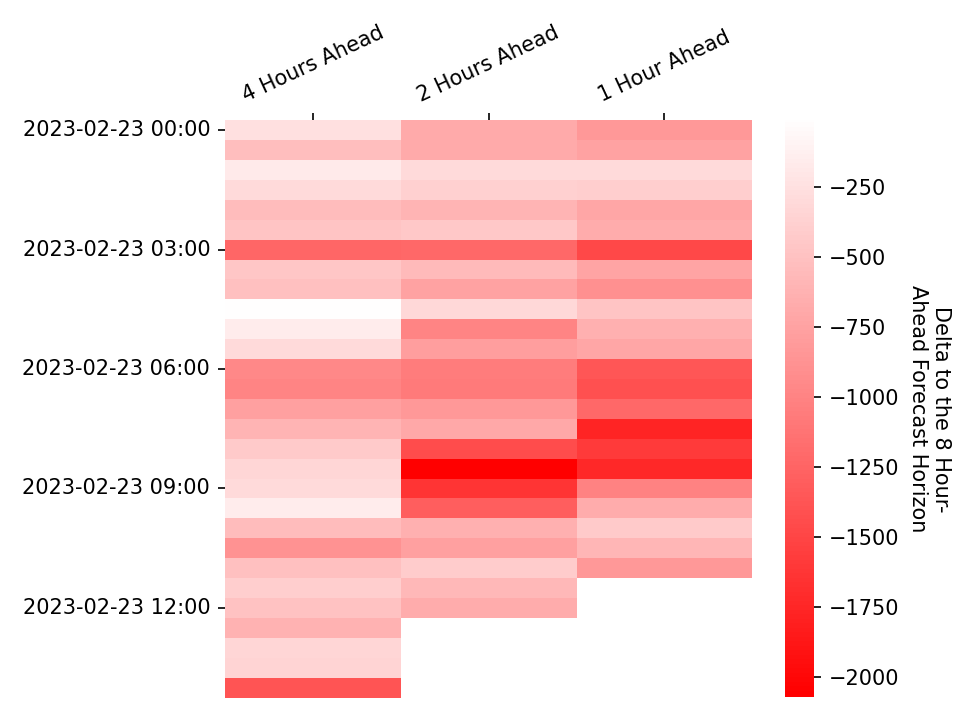 4 Hours Ahead
2 Hours Ahead
1 Hour Ahead
2023-02-23 00:00
2023-02-23 03:00
2023-02-23 06:00
2023-02-23 09:00
2023-02-23 12:00
−250
−500
−750
−1000
−1250
−1500
−1750
−2000
Delta to the 8 Hour-
Ahead Forecast Horizon